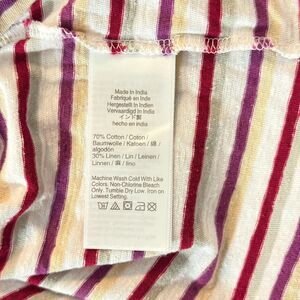 Made in India
Fabriqué en Inde
Hergestellt In Indien
Vervaardigd In India
インド製
hecho en india
70% Cotton / Coton /
Baumwolle / Katoen / 綿 /
algodón
30% Linen / Lin / Leinen /
Linnen / 麻 / lino
Machine Wash Cold With Like
Colors. Non-Chlorine Bleach
Only. Tumble Dry Low. Iron on
Lowest Setting.